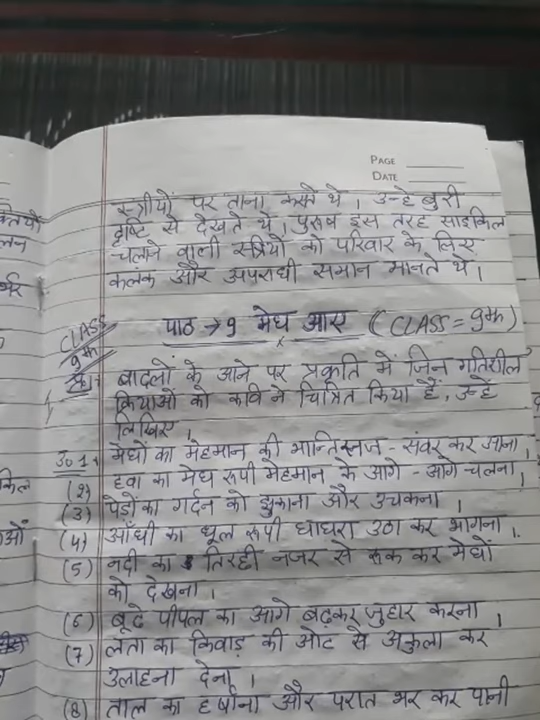 PAGE
DATE
स्त्रीयों पर ताना कसते थे। उन्हे बुरी
दृष्टि से देखते थे। पुरुष इस तरह साइकिल
चलाने वाली स्त्रियों को परिवार के लिए
कलंक और अपराधी समान मानते थे।
CLASS 9th
पाठ → 9 मेघ आए (CLASS = 9th)
बादलों के आने पर प्रकृति में जिन गतिशील
क्रियाओं को कवि ने चित्रित किया हैं, उन्हें
लिखिए।
उ० 1. मेघों का मेहमान की भान्ति सज - संवर कर आना,
(2) हवा का मेघ रूपी मेहमान के आगे - आगे चलना,
(3) पेड़ों का गर्दन को झुकाना और उचकना।
(4) आँधी का धूल रूपी घाघरा उठा कर भागना।
(5) नदी का तिरछी नजर से रूक कर मेघों
को देखना।
(6) बूढे पीपल का आगे बढ़कर जुहार करना,
(7) लता का किवाड़ की ओट से अकुला कर
उलाहना देना।
(8) ताल का हर्षाना और परात भर कर पानी